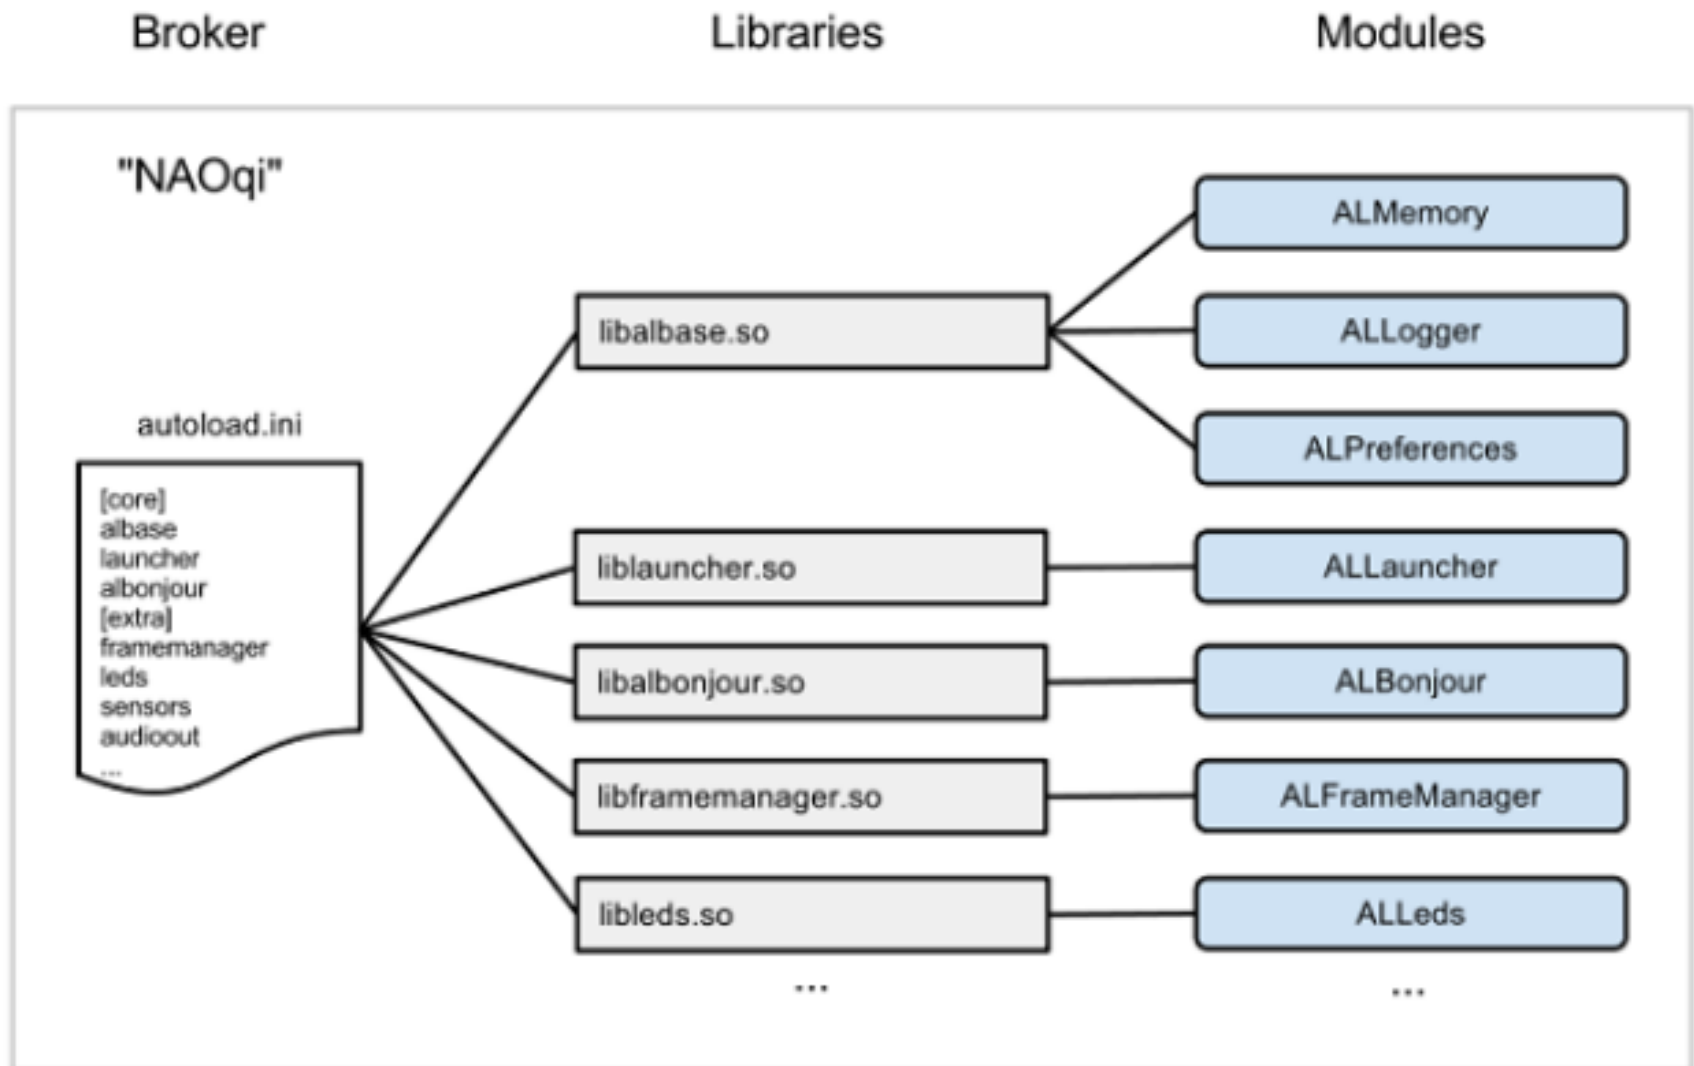 Broker
Libraries
Modules
"NAOqi"
autoload.ini
[core]
albase
launcher
albonjour
[extra]
framemanager
leds
sensors
audioout
...
libalbase.so
liblauncher.so
libalbonjour.so
libframemanager.so
libleds.so
...
ALMemory
ALLogger
ALPreferences
ALLauncher
ALBonjour
ALFrameManager
ALLeds
...